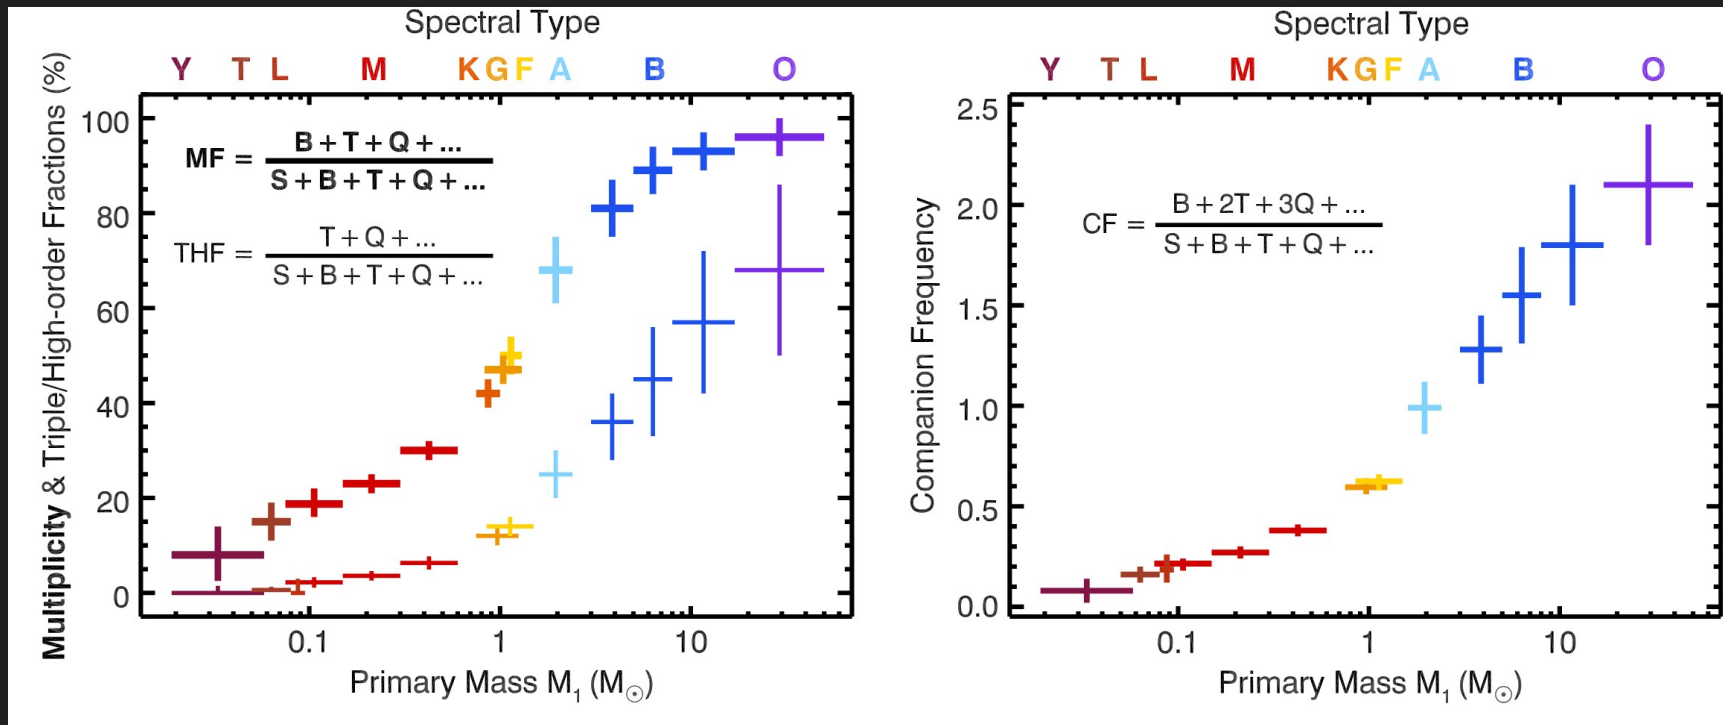 Spectral Type
Y T L M K G F A B O
Multiplicity & Triple/High-order Fractions (%)
100
80
60
40
20
0
MF = B + T + Q + ...
S + B + T + Q + ...
THF = T + Q + ...
S + B + T + Q + ...
0.1 1 10
Primary Mass M₁ (M☉)
Spectral Type
Y T L M K G F A B O
Companion Frequency
2.5
2.0
1.5
1.0
0.5
0.0
CF = B + 2T + 3Q + ...
S + B + T + Q + ...
0.1 1 10
Primary Mass M₁ (M☉)